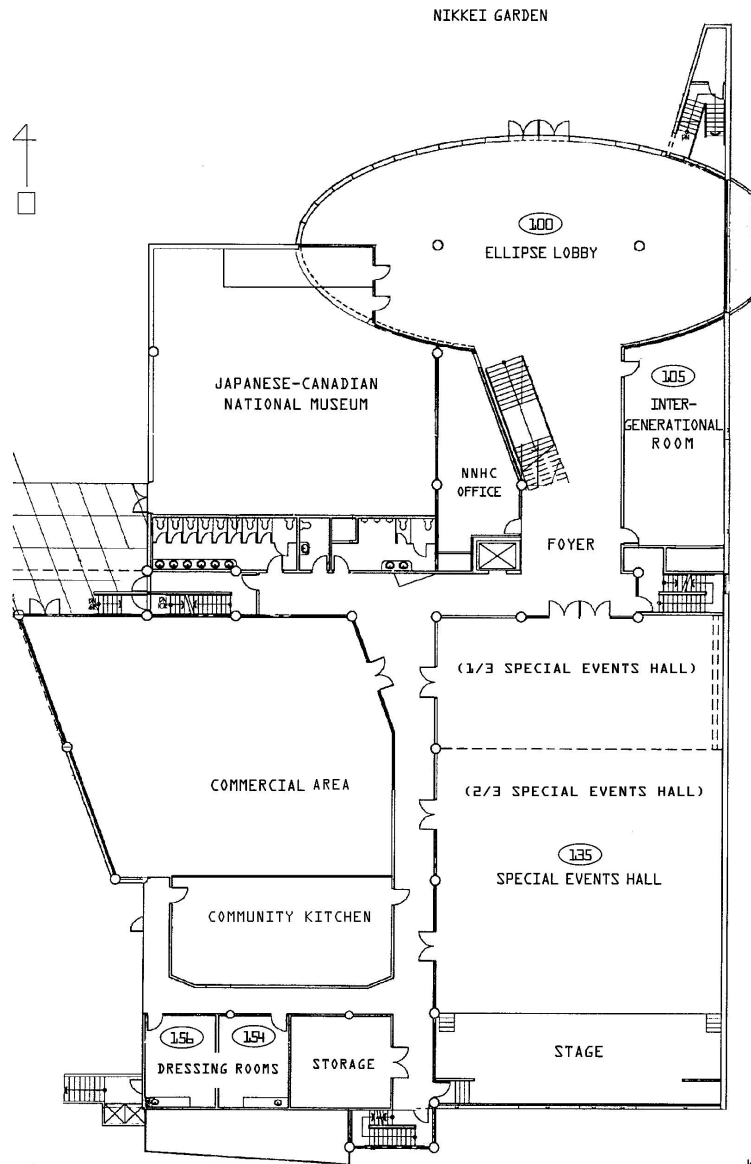 NIKKEI GARDEN
100
ELLIPSE LOBBY
JAPANESE-CANADIAN
NATIONAL MUSEUM
105
INTER-
GENERATIONAL
ROOM
NNHC
OFFICE
FOYER
(1/3 SPECIAL EVENTS HALL)
COMMERCIAL AREA
(2/3 SPECIAL EVENTS HALL)
135
SPECIAL EVENTS HALL
COMMUNITY KITCHEN
156
154
DRESSING ROOMS
STORAGE
STAGE